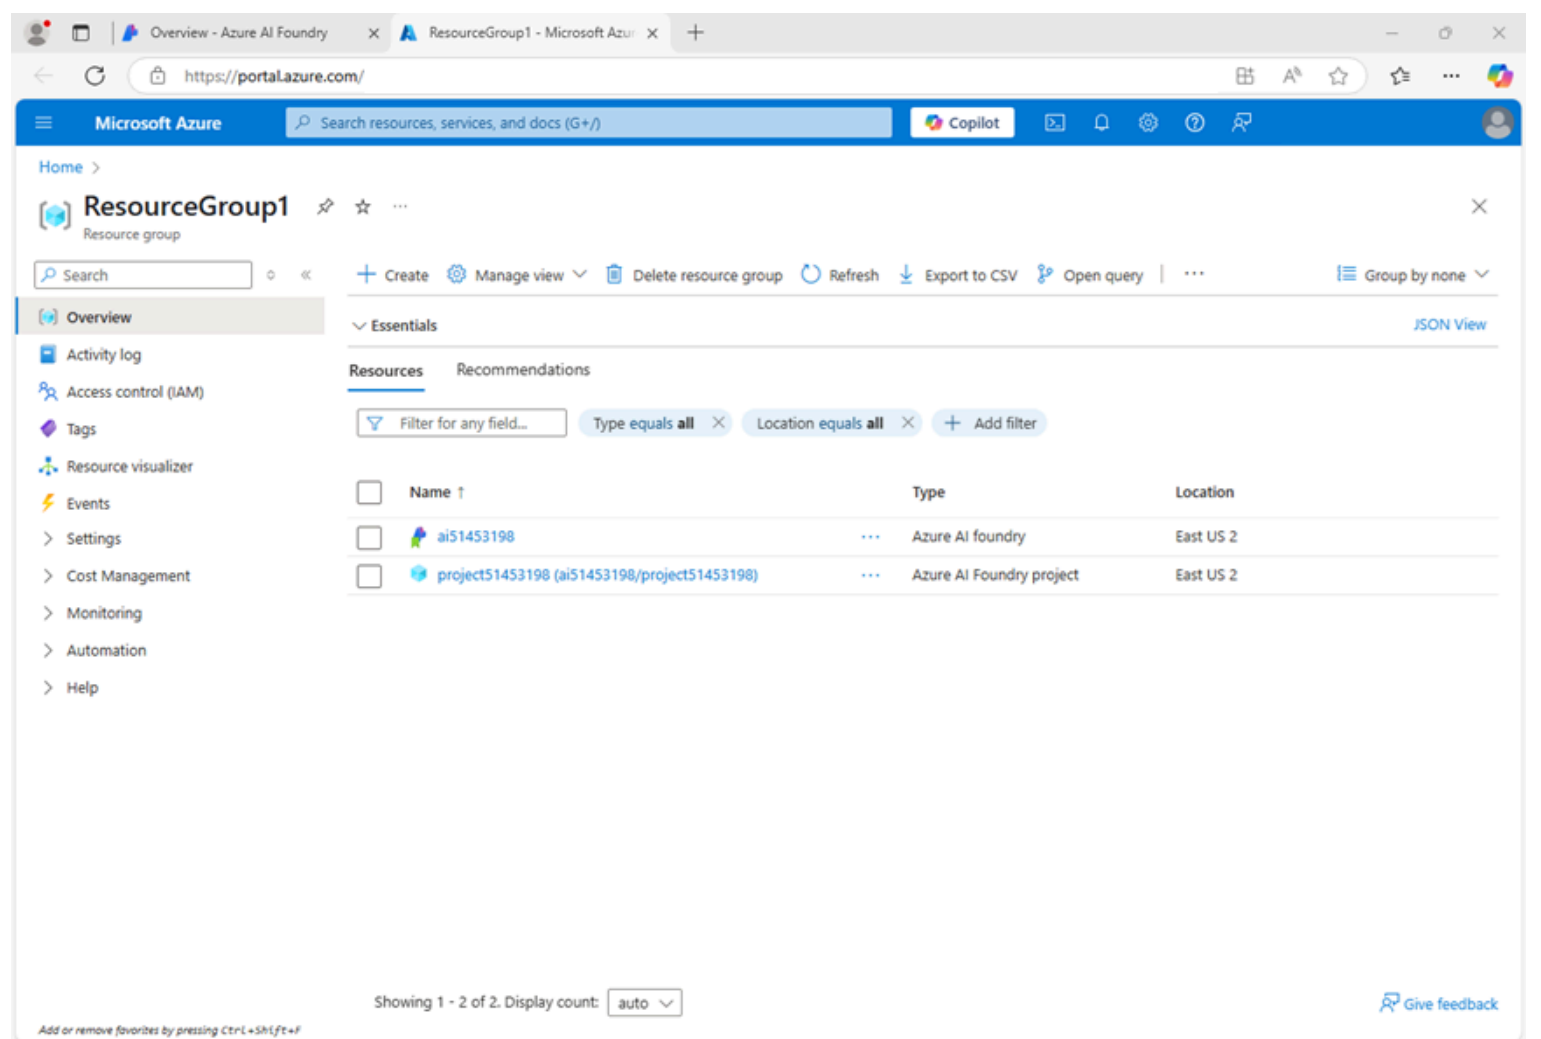 Overview - Azure AI Foundry
ResourceGroup1 - Microsoft Azur
https://portal.azure.com/
Microsoft Azure
Search resources, services, and docs (G+/)
Copilot
Home >
ResourceGroup1
Resource group
Search
Create
Manage view
Delete resource group
Refresh
Export to CSV
Open query
Group by none
Overview
Activity log
Access control (IAM)
Tags
Resource visualizer
Events
Settings
Cost Management
Monitoring
Automation
Help
Essentials
JSON View
Resources
Recommendations
Filter for any field...
Type equals all
Location equals all
Add filter
Name ↑
Type
Location
ai51453198
Azure AI foundry
East US 2
project51453198 (ai51453198/project51453198)
Azure AI Foundry project
East US 2
Showing 1 - 2 of 2. Display count:
auto
Give feedback
Add or remove favorites by pressing Ctrl+Shift+F